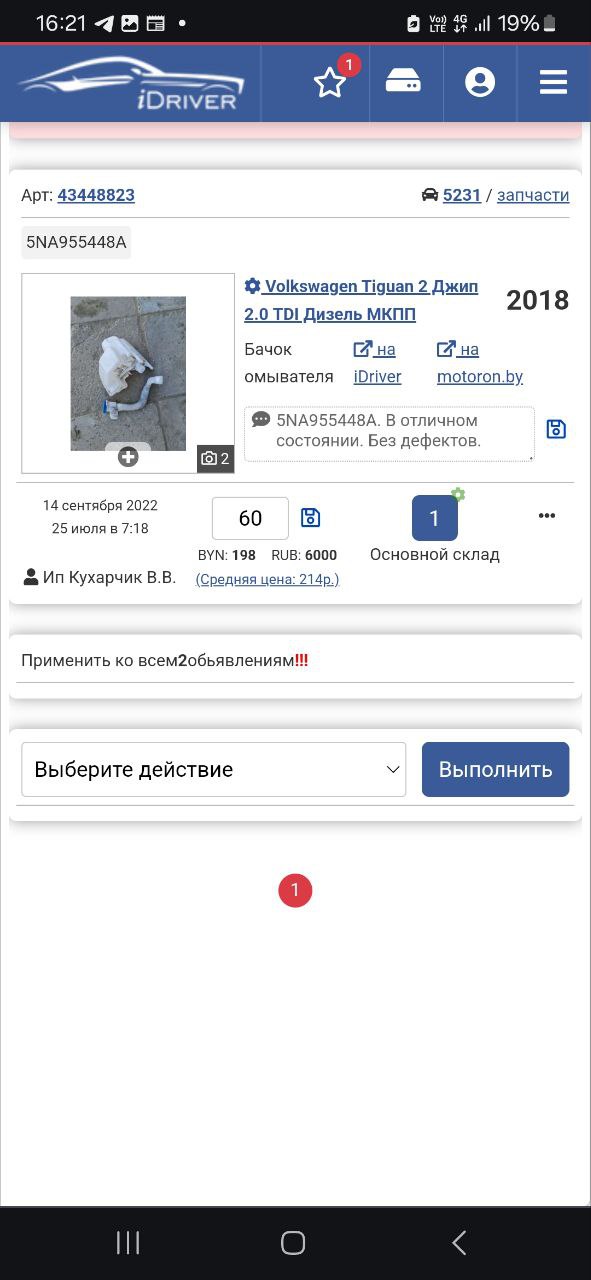 16:21 Vo)) LTE 4G 19%
iDRIVER 1
Арт: 43448823 5231 / запчасти
5NA955448A
Volkswagen Tiguan 2 Джип
2.0 TDI Дизель МКПП
2018
Бачок омывателя
на iDriver
на motoron.by
5NA955448A. В отличном
состоянии. Без дефектов.
2
14 сентября 2022
25 июля в 7:18
Ип Кухарчик В.В.
60
BYN: 198 RUB: 6000
(Средняя цена: 214р.)
1
Основной склад
Применить ко всем2обьявлениям!!!
Выберите действие Выполнить
1